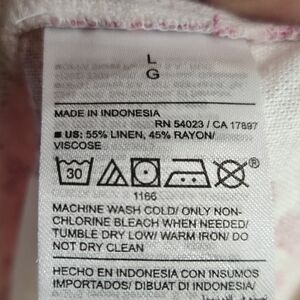 L
G
MADE IN INDONESIA
RN 54023 / CA 17897
■ US: 55% LINEN, 45% RAYON/
VISCOSE
30
®
1166
MACHINE WASH COLD/ ONLY NON-
CHLORINE BLEACH WHEN NEEDED/
TUMBLE DRY LOW/ WARM IRON/ DO
NOT DRY CLEAN
HECHO EN INDONESIA CON INSUMOS
IMPORTADOS/ DIBUAT DI INDONESIA/